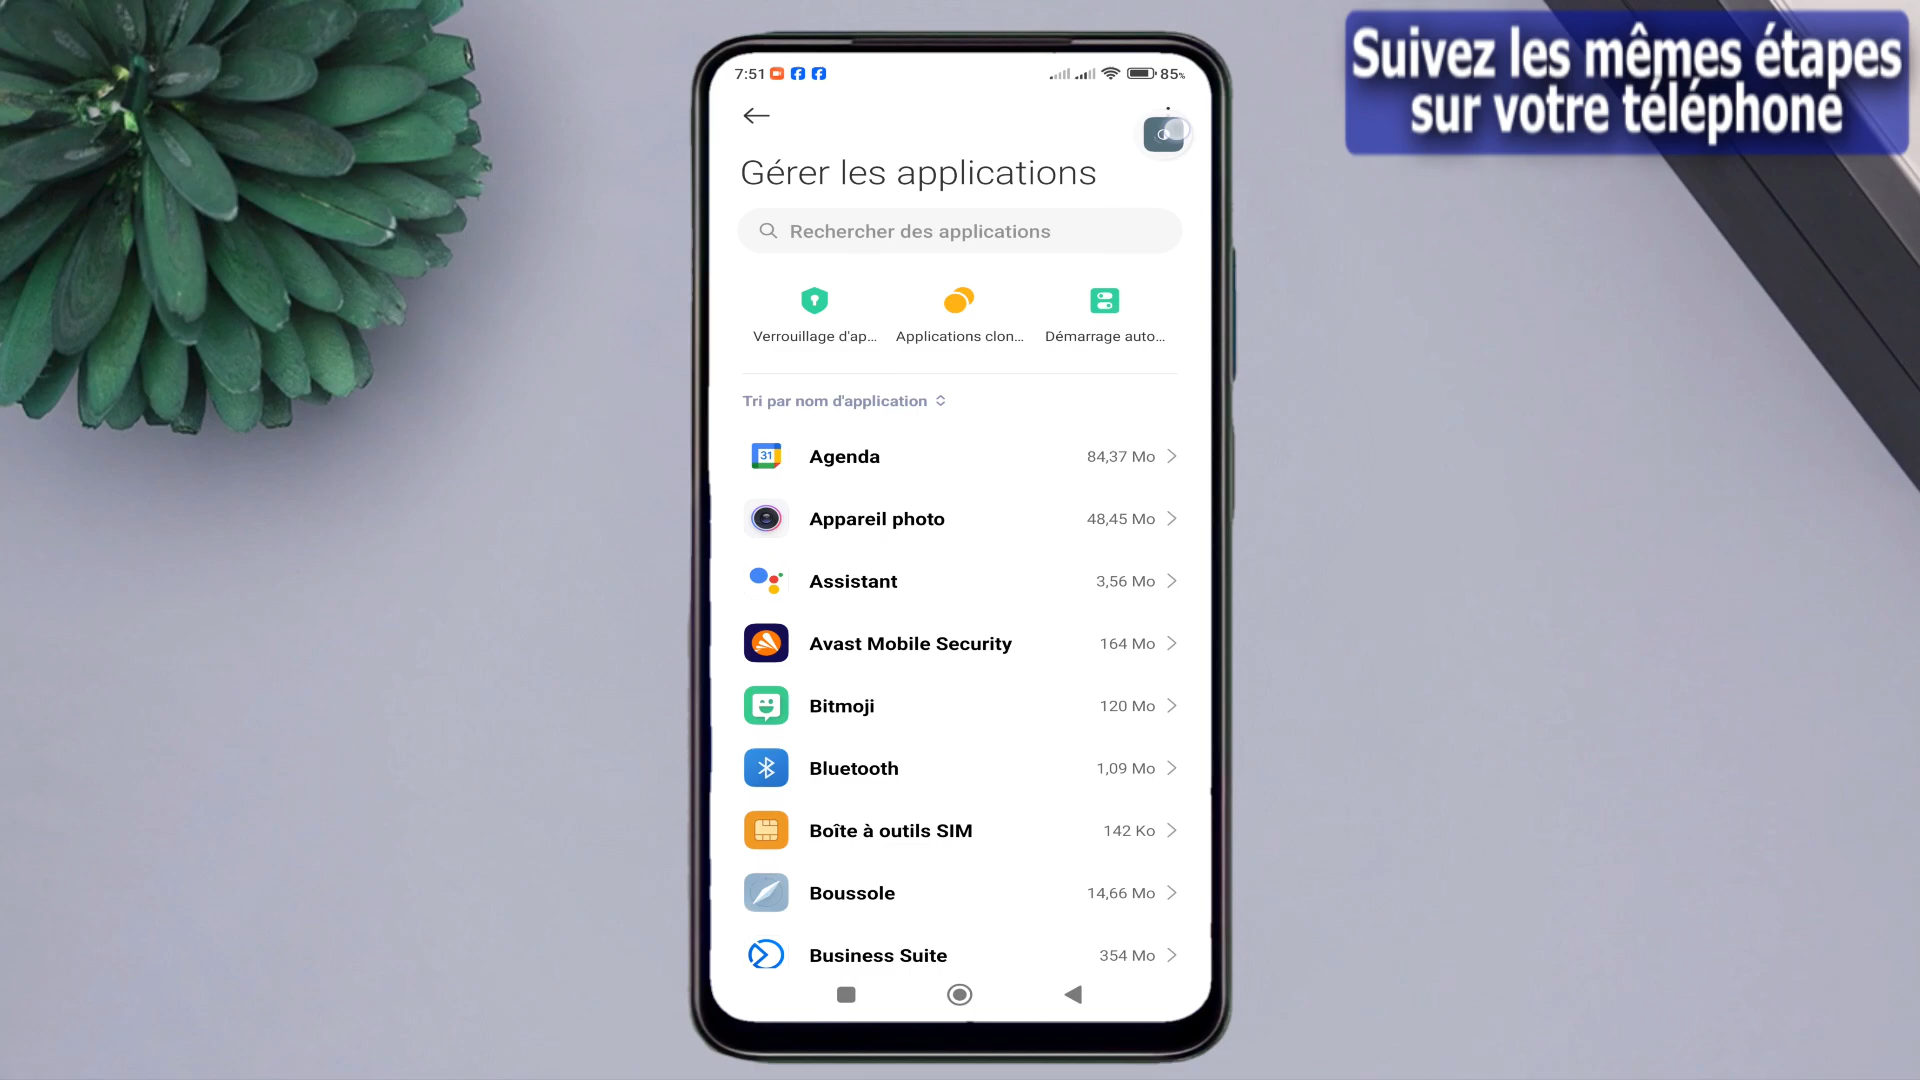 Suivez les mêmes étapes
sur votre téléphone
7:51
85%
Gérer les applications
Rechercher des applications
Verrouillage d'ap...
Applications clon...
Démarrage auto...
Tri par nom d'application
31
Agenda 84,37 Mo
Appareil photo 48,45 Mo
Assistant 3,56 Mo
Avast Mobile Security 164 Mo
Bitmoji 120 Mo
Bluetooth 1,09 Mo
Boîte à outils SIM 142 Ko
Boussole 14,66 Mo
Business Suite 354 Mo